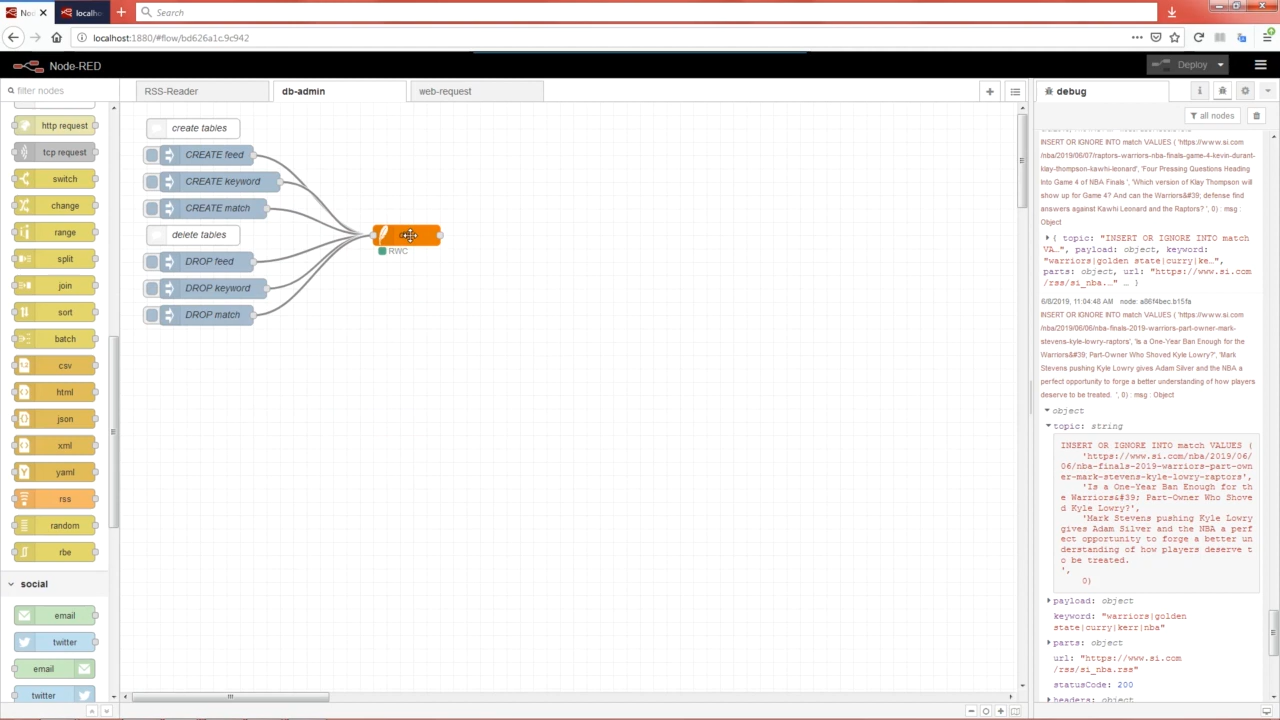 Nod
localho
Search
localhost:1880/#flow/bd626a1c.9c942
Node-RED
Deploy
filter nodes
RSS-Reader
db-admin
web-request
debug
all nodes
http request
tcp request
switch
change
range
split
join
sort
batch
csv
html
json
xml
yaml
rss
random
rbe
social
email
twitter
email
twitter
create tables
CREATE feed
CREATE keyword
CREATE match
delete tables
DROP feed
DROP keyword
DROP match
RWC
INSERT OR IGNORE INTO match VALUES ( 'https://www.si.com
/nba/2019/06/07/raptors-warriors-nba-finals-game-4-kevin-durant-
klay-thompson-kawhi-leonard', 'Four Pressing Questions Heading
Into Game 4 of NBA Finals ', 'Which version of Klay Thompson will
show up for Game 4? And can the Warriors&#39; defense find
answers against Kawhi Leonard and the Raptors? ', 0) : msg :
Object
{ topic: "INSERT OR IGNORE INTO match
VA…", payload: object, keyword:
"warriors|golden state|curry|ke…",
parts: object, url: "https://www.si.com
/rss/si_nba.…" … }
6/8/2019, 11:04:48 AM node: a86f4bec.b15fa
INSERT OR IGNORE INTO match VALUES ( 'https://www.si.com
/nba/2019/06/06/nba-finals-2019-warriors-part-owner-mark-
stevens-kyle-lowry-raptors', 'Is a One-Year Ban Enough for the
Warriors&#39; Part-Owner Who Shoved Kyle Lowry?', 'Mark
Stevens pushing Kyle Lowry gives Adam Silver and the NBA a
perfect opportunity to forge a better understanding of how players
deserve to be treated. ', 0) : msg : Object
object
topic: string
INSERT OR IGNORE INTO match VALUES (
'https://www.si.com/nba/2019/06/
06/nba-finals-2019-warriors-part-own
er-mark-stevens-kyle-lowry-raptors',
'Is a One-Year Ban Enough for th
e Warriors&#39; Part-Owner Who Shove
d Kyle Lowry?',
'Mark Stevens pushing Kyle Lowry
gives Adam Silver and the NBA a perf
ect opportunity to forge a better un
derstanding of how players deserve t
o be treated.
',
0)
payload: object
keyword: "warriors|golden
state|curry|kerr|nba"
parts: object
url: "https://www.si.com
/rss/si_nba.rss"
statusCode: 200
headers: object